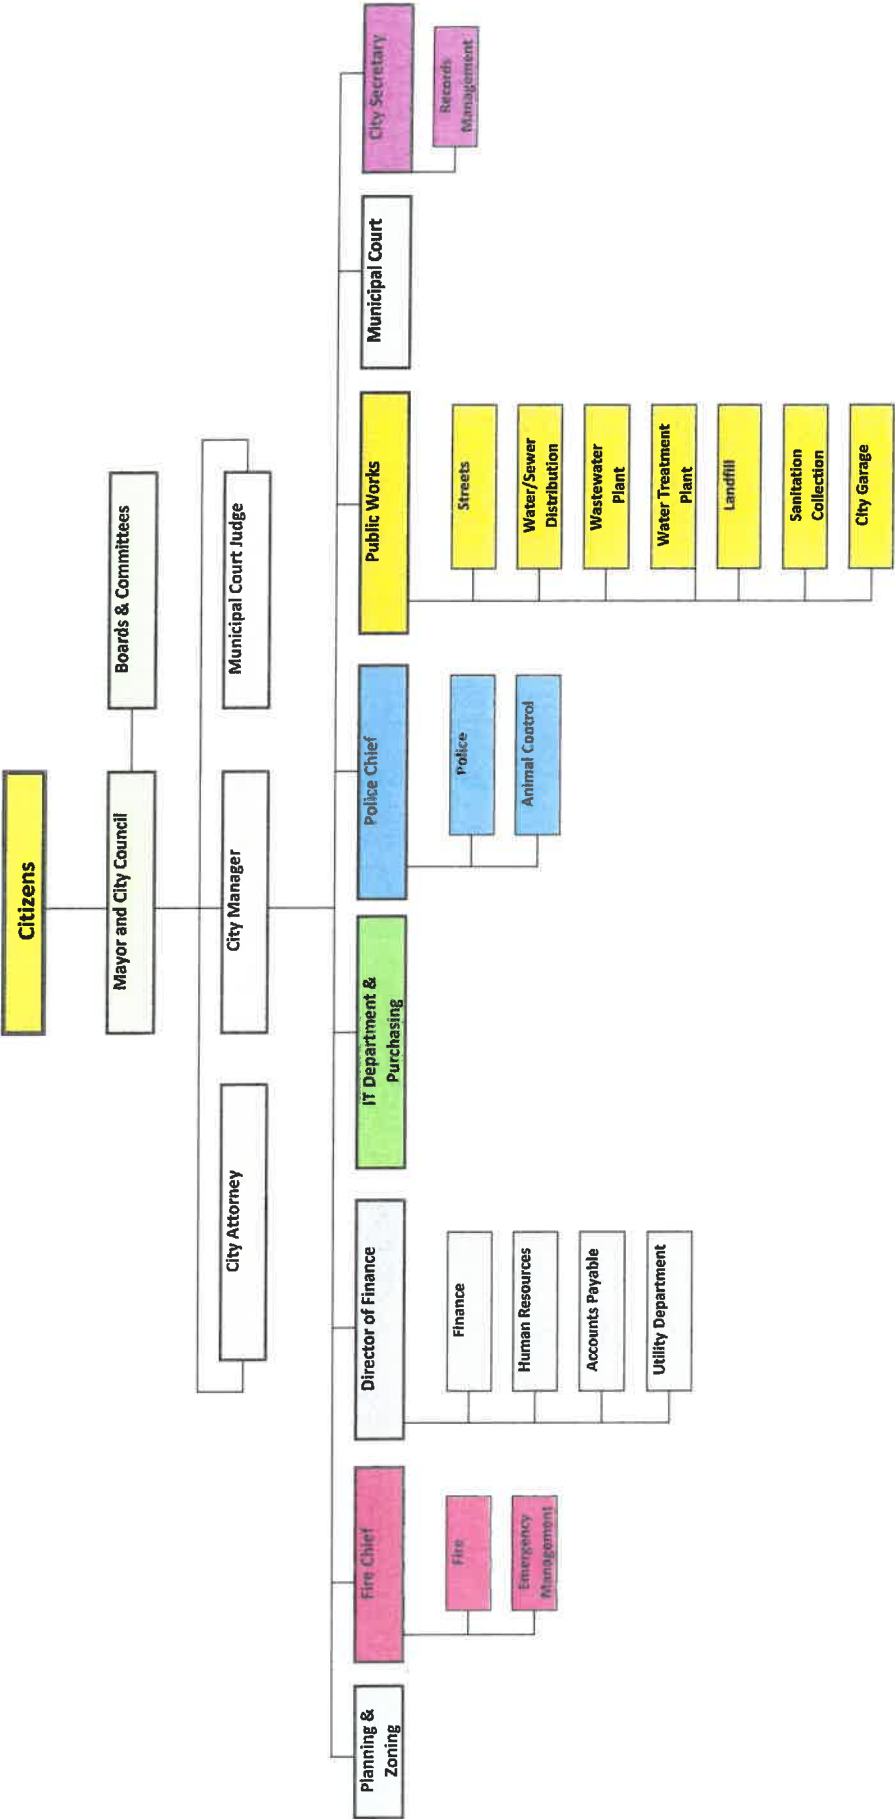 Citizens
Mayor and City Council
Boards & Committees
City Attorney
City Manager
Municipal Court Judge
Planning &
Zoning
Fire Chief
Director of Finance
IT Department &
Purchasing
Police Chief
Public Works
Municipal Court
City Secretary
Fire
Emergency
Management
Finance
Human Resources
Accounts Payable
Utility Department
Police
Animal Control
Streets
Water/Sewer
Distribution
Wastewater
Plant
Water Treatment
Plant
Landfill
Sanitation
Collection
City Garage
Records
Management